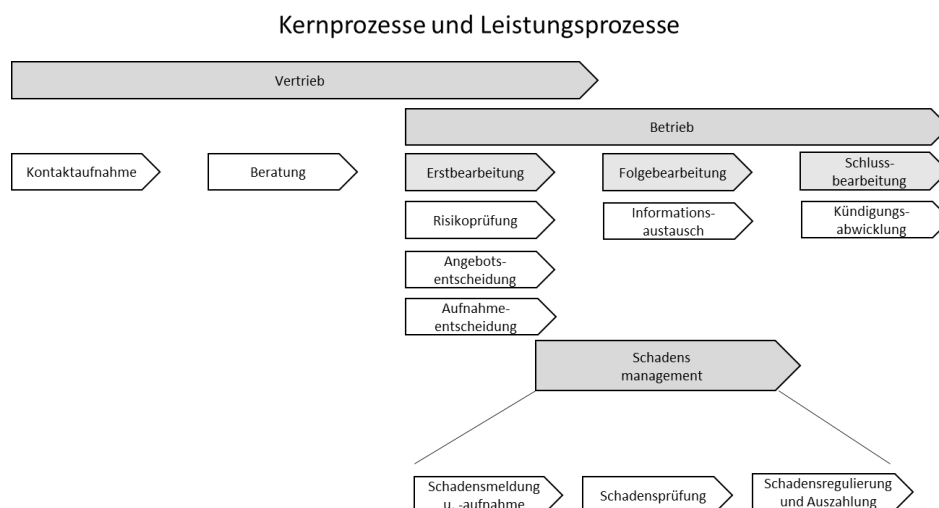 Kernprozesse und Leistungsprozesse
Vertrieb
Betrieb
Kontaktaufnahme
Beratung
Erstbearbeitung
Folgebearbeitung
Schluss-
bearbeitung
Risikoprüfung
Informations-
austausch
Kündigungs-
abwicklung
Angebots-
entscheidung
Aufnahme-
entscheidung
Schadens
management
Schadensmeldung
u. -aufnahme
Schadensprüfung
Schadensregulierung
und Auszahlung